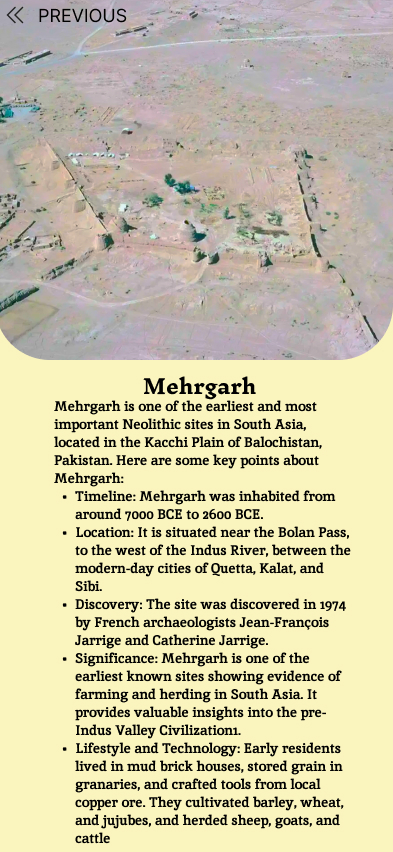 PREVIOUS
Mehrgarh
Mehrgarh is one of the earliest and most
important Neolithic sites in South Asia,
located in the Kacchi Plain of Balochistan,
Pakistan. Here are some key points about
Mehrgarh:
• Timeline: Mehrgarh was inhabited from
around 7000 BCE to 2600 BCE.
• Location: It is situated near the Bolan Pass,
to the west of the Indus River, between the
modern-day cities of Quetta, Kalat, and
Sibi.
• Discovery: The site was discovered in 1974
by French archaeologists Jean-François
Jarrige and Catherine Jarrige.
• Significance: Mehrgarh is one of the
earliest known sites showing evidence of
farming and herding in South Asia. It
provides valuable insights into the pre-
Indus Valley Civilization1.
• Lifestyle and Technology: Early residents
lived in mud brick houses, stored grain in
granaries, and crafted tools from local
copper ore. They cultivated barley, wheat,
and jujubes, and herded sheep, goats, and
cattle